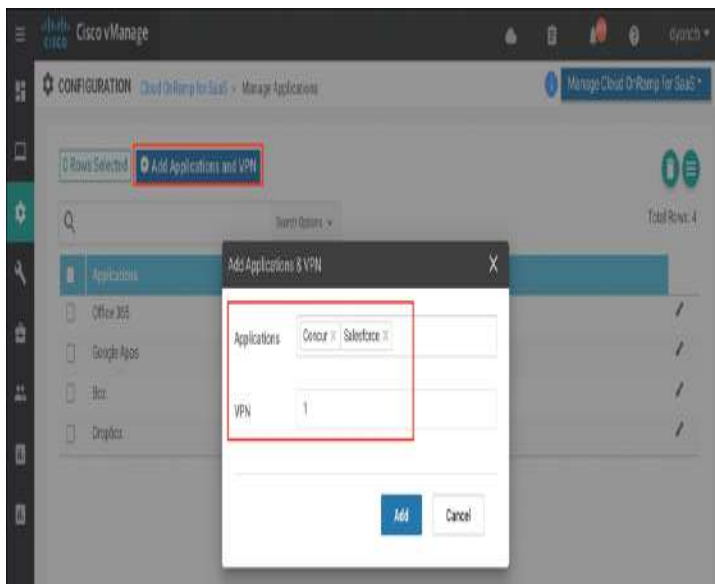 Cisco vManage
CONFIGURATION Cloud OnRamp for SaaS > Manage Applications
Manage Cloud OnRamp for SaaS
0 Rows Selected
Add Applications and VPN
Search Options
Total Rows: 4
Applications
Office 365
Google Apps
Box
Dropbox
Add Applications & VPN
X
Applications
Concur
Salesforce
VPN
1
Add
Cancel